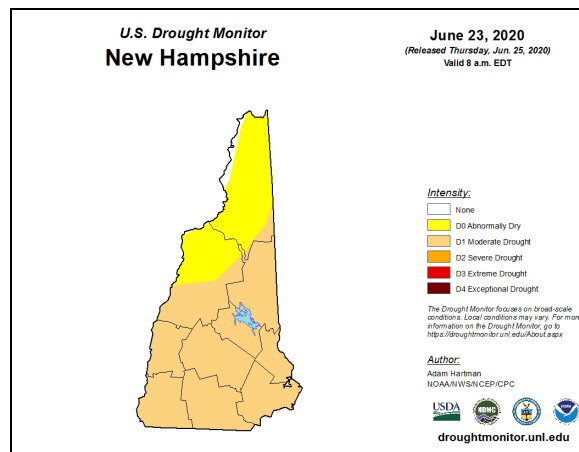 U.S. Drought Monitor
New Hampshire
June 23, 2020
(Released Thursday, Jun. 25, 2020)
Valid 8 a.m. EDT
Intensity:
None
D0 Abnormally Dry
D1 Moderate Drought
D2 Severe Drought
D3 Extreme Drought
D4 Exceptional Drought
The Drought Monitor focuses on broad-scale
conditions. Local conditions may vary. For more
information on the Drought Monitor, go to
https://droughtmonitor.unl.edu/About.aspx
Author:
Adam Hartman
NOAA/NWS/NCEP/CPC
USDA
NDMC
droughtmonitor.unl.edu